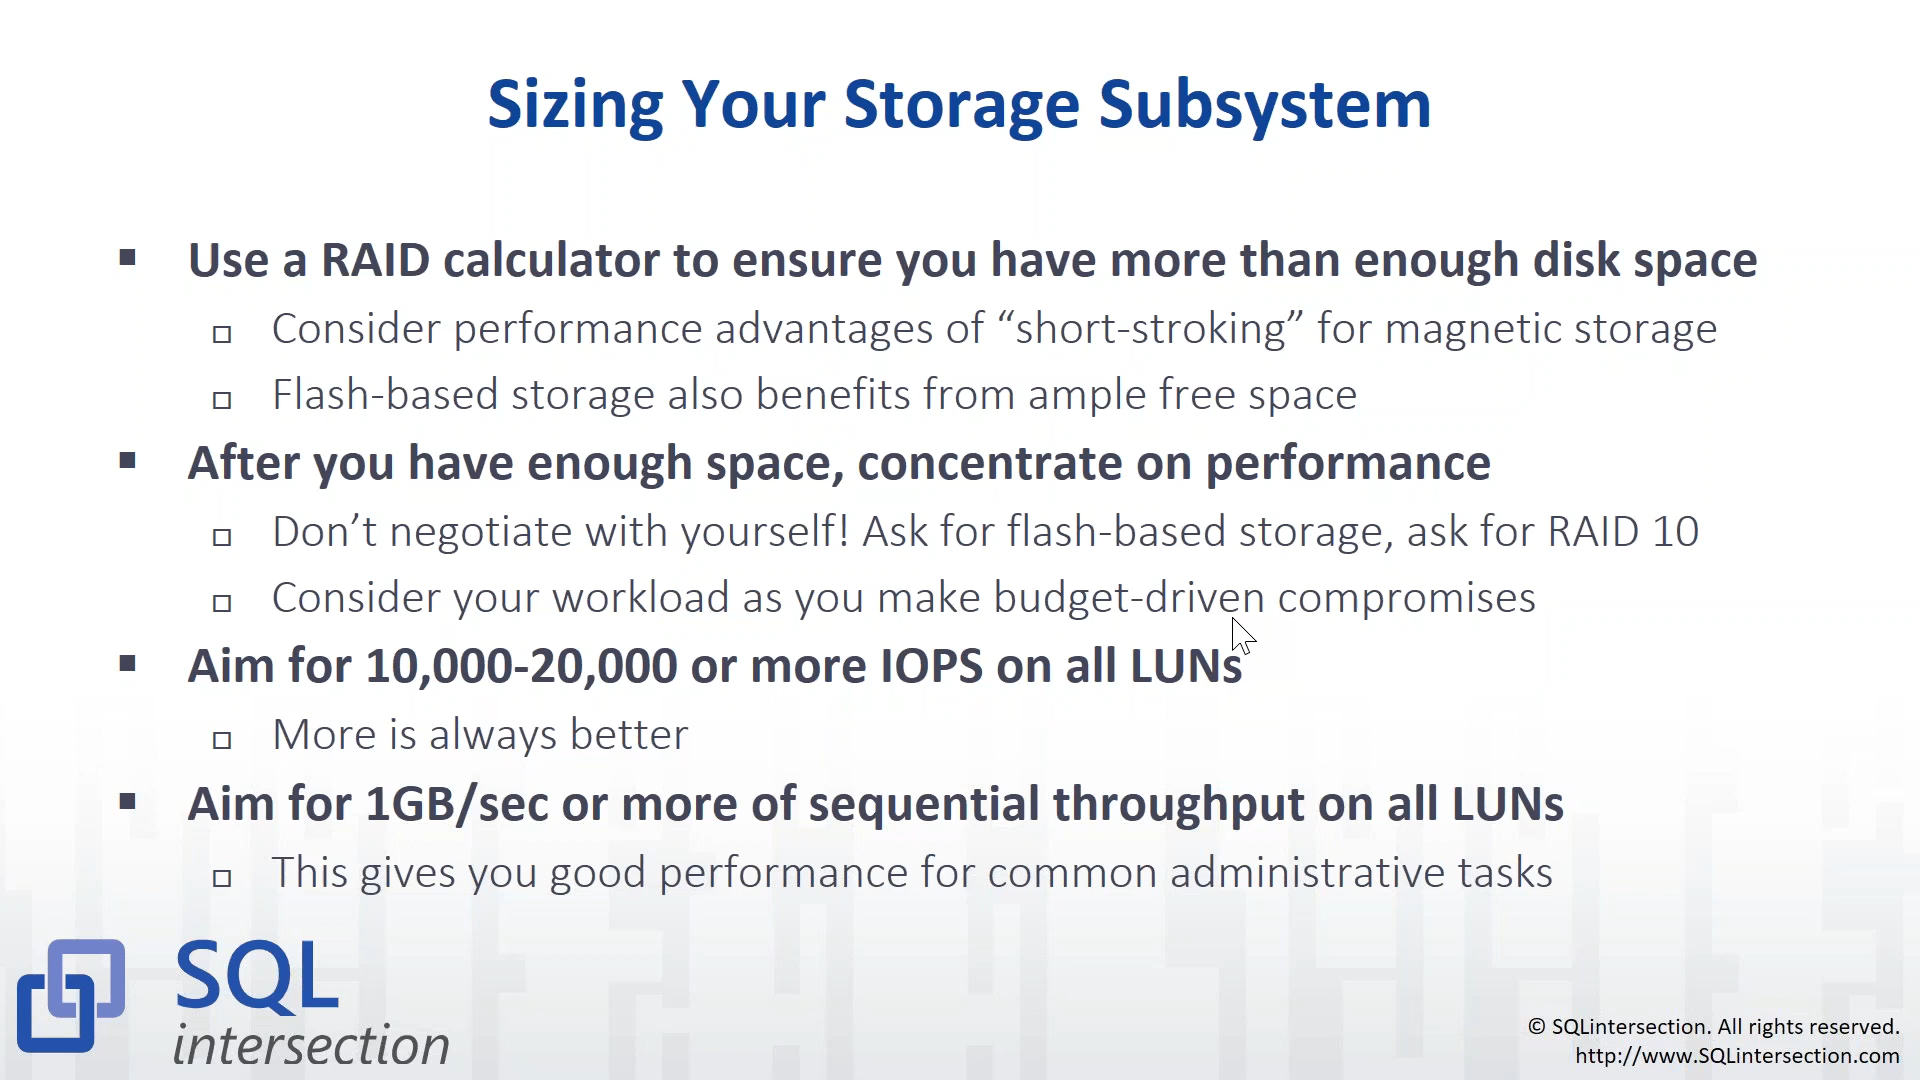 Sizing Your Storage Subsystem
Use a RAID calculator to ensure you have more than enough disk space
Consider performance advantages of “short-stroking” for magnetic storage
Flash-based storage also benefits from ample free space
After you have enough space, concentrate on performance
Don’t negotiate with yourself! Ask for flash-based storage, ask for RAID 10
Consider your workload as you make budget-driven compromises
Aim for 10,000-20,000 or more IOPS on all LUNs
More is always better
Aim for 1GB/sec or more of sequential throughput on all LUNs
This gives you good performance for common administrative tasks
SQL
intersection
© SQLintersection. All rights reserved.
http://www.SQLintersection.com